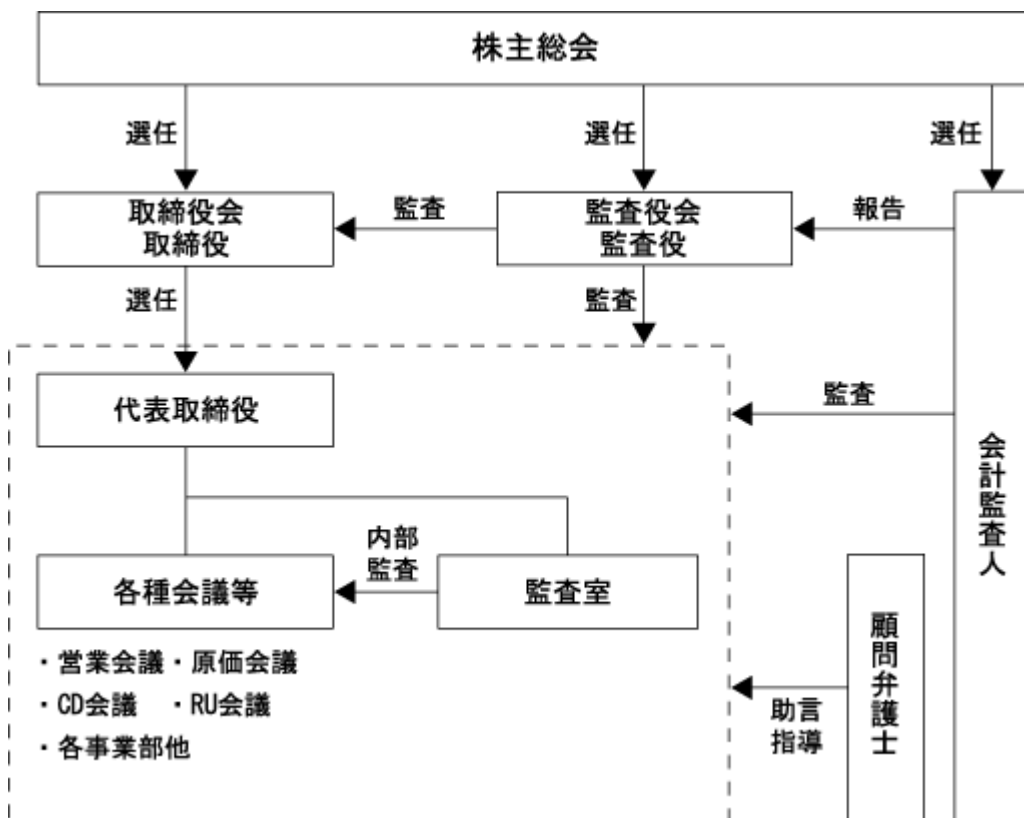 株主総会
選任
選任
選任
取締役会
取締役
監査
監査役会
監査役
報告
選任
監査
代表取締役
監査
会計監査人
内部
監査
各種会議等
監査室
顧問弁護士
・営業会議・原価会議
・CD会議 ・RU会議
・各事業部他
助言
指導